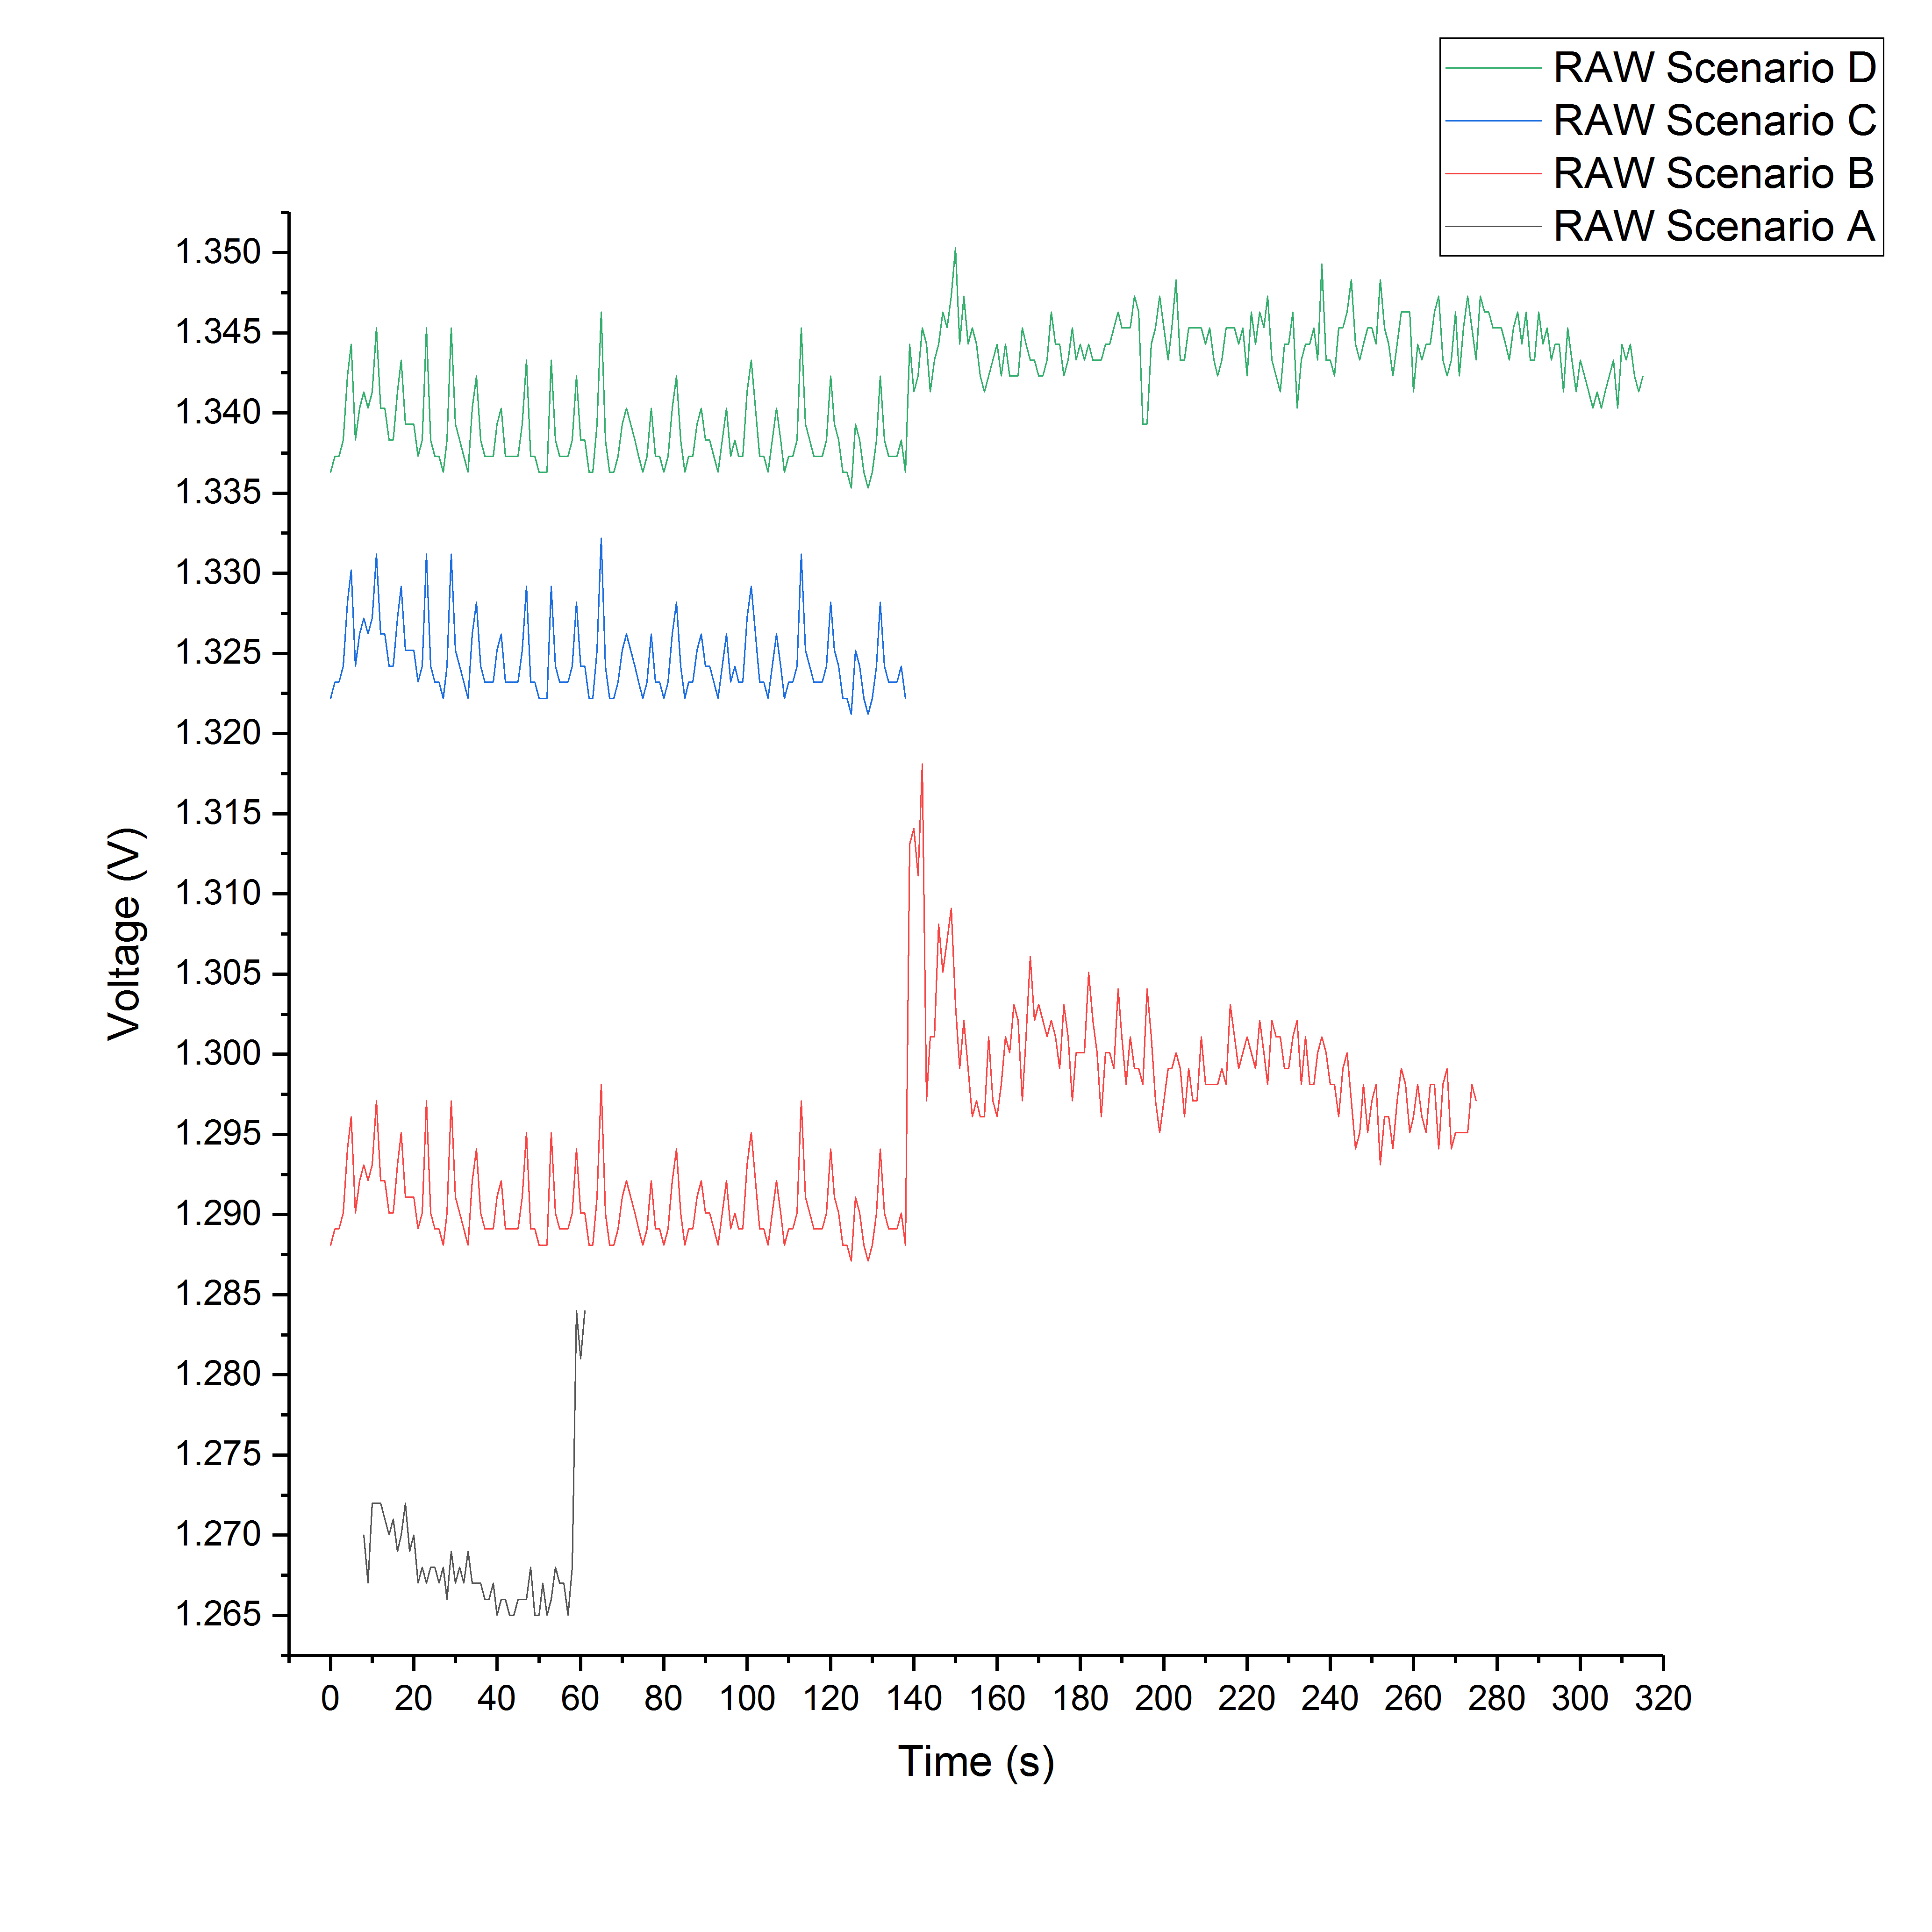 RAW Scenario D
RAW Scenario C
RAW Scenario B
RAW Scenario A
1.350
1.345
1.340
1.335
1.330
1.325
1.320
1.315
1.310
1.305
1.300
1.295
1.290
1.285
1.280
1.275
1.270
1.265
Voltage (V)
0 20 40 60 80 100 120 140 160 180 200 220 240 260 280 300 320
Time (s)